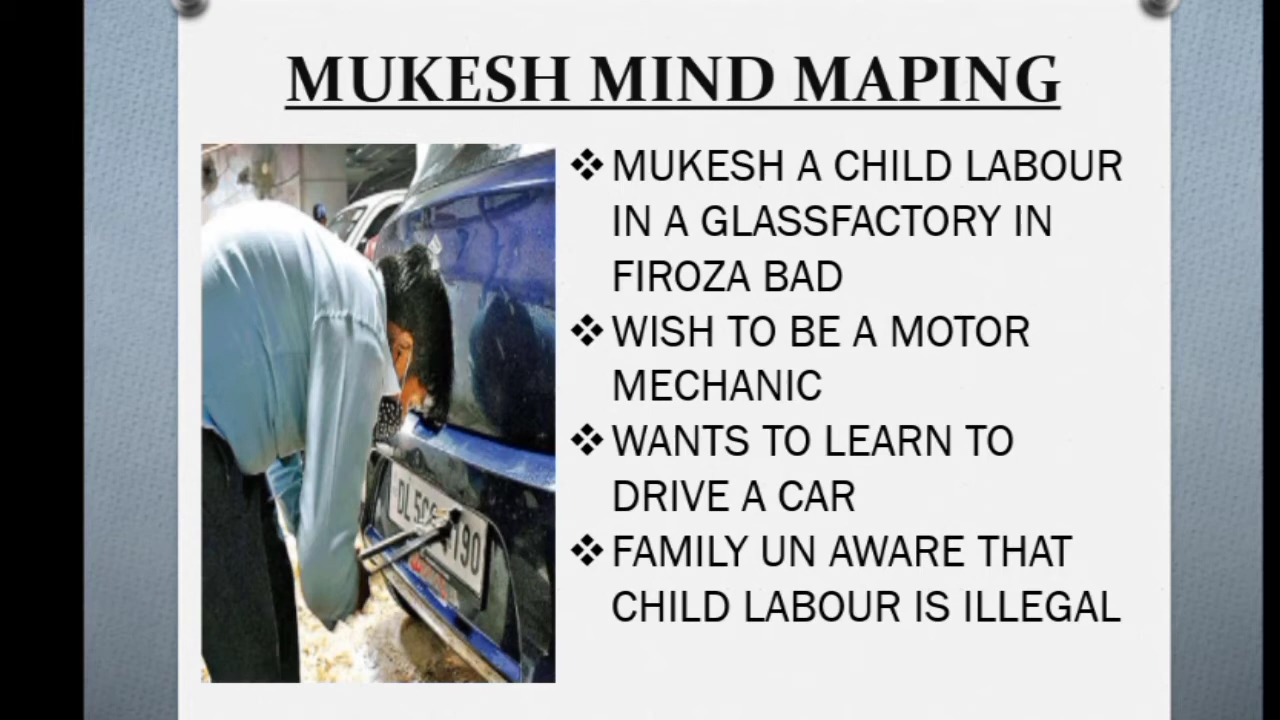 MUKESH MIND MAPING
MUKESH A CHILD LABOUR
IN A GLASSFACTORY IN
FIROZA BAD
WISH TO BE A MOTOR
MECHANIC
WANTS TO LEARN TO
DRIVE A CAR
FAMILY UN AWARE THAT
CHILD LABOUR IS ILLEGAL